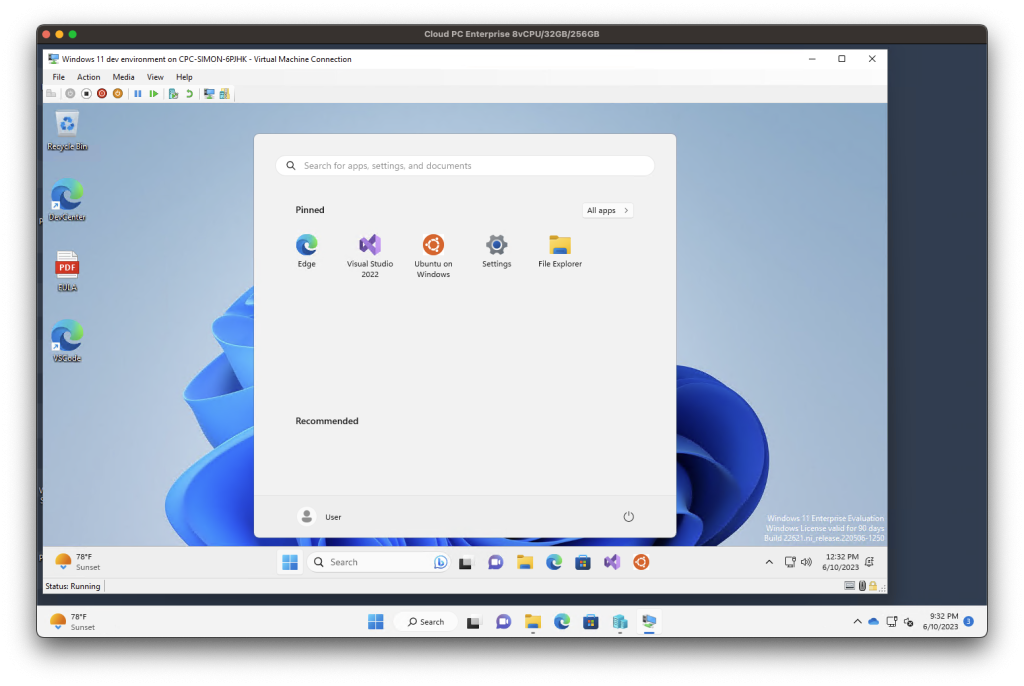 Cloud PC Enterprise 8vCPU/32GB/256GB
Windows 11 dev environment on CPC-SIMON-6PJHK - Virtual Machine Connection
File Action Media View Help
Recycle Bin
DevCenter
PDF
EULA
VSCode
Search for apps, settings, and documents
Pinned
All apps
Edge
Visual Studio
2022
Ubuntu on
Windows
Settings
File Explorer
Recommended
User
Windows 11 Enterprise Evaluation
Windows License valid for 90 days
Build 22621.ni_release.220506-1250
78°F
Sunset
Search
12:32 PM
6/10/2023
Status: Running
78°F
Sunset
Search
9:32 PM
6/10/2023
3